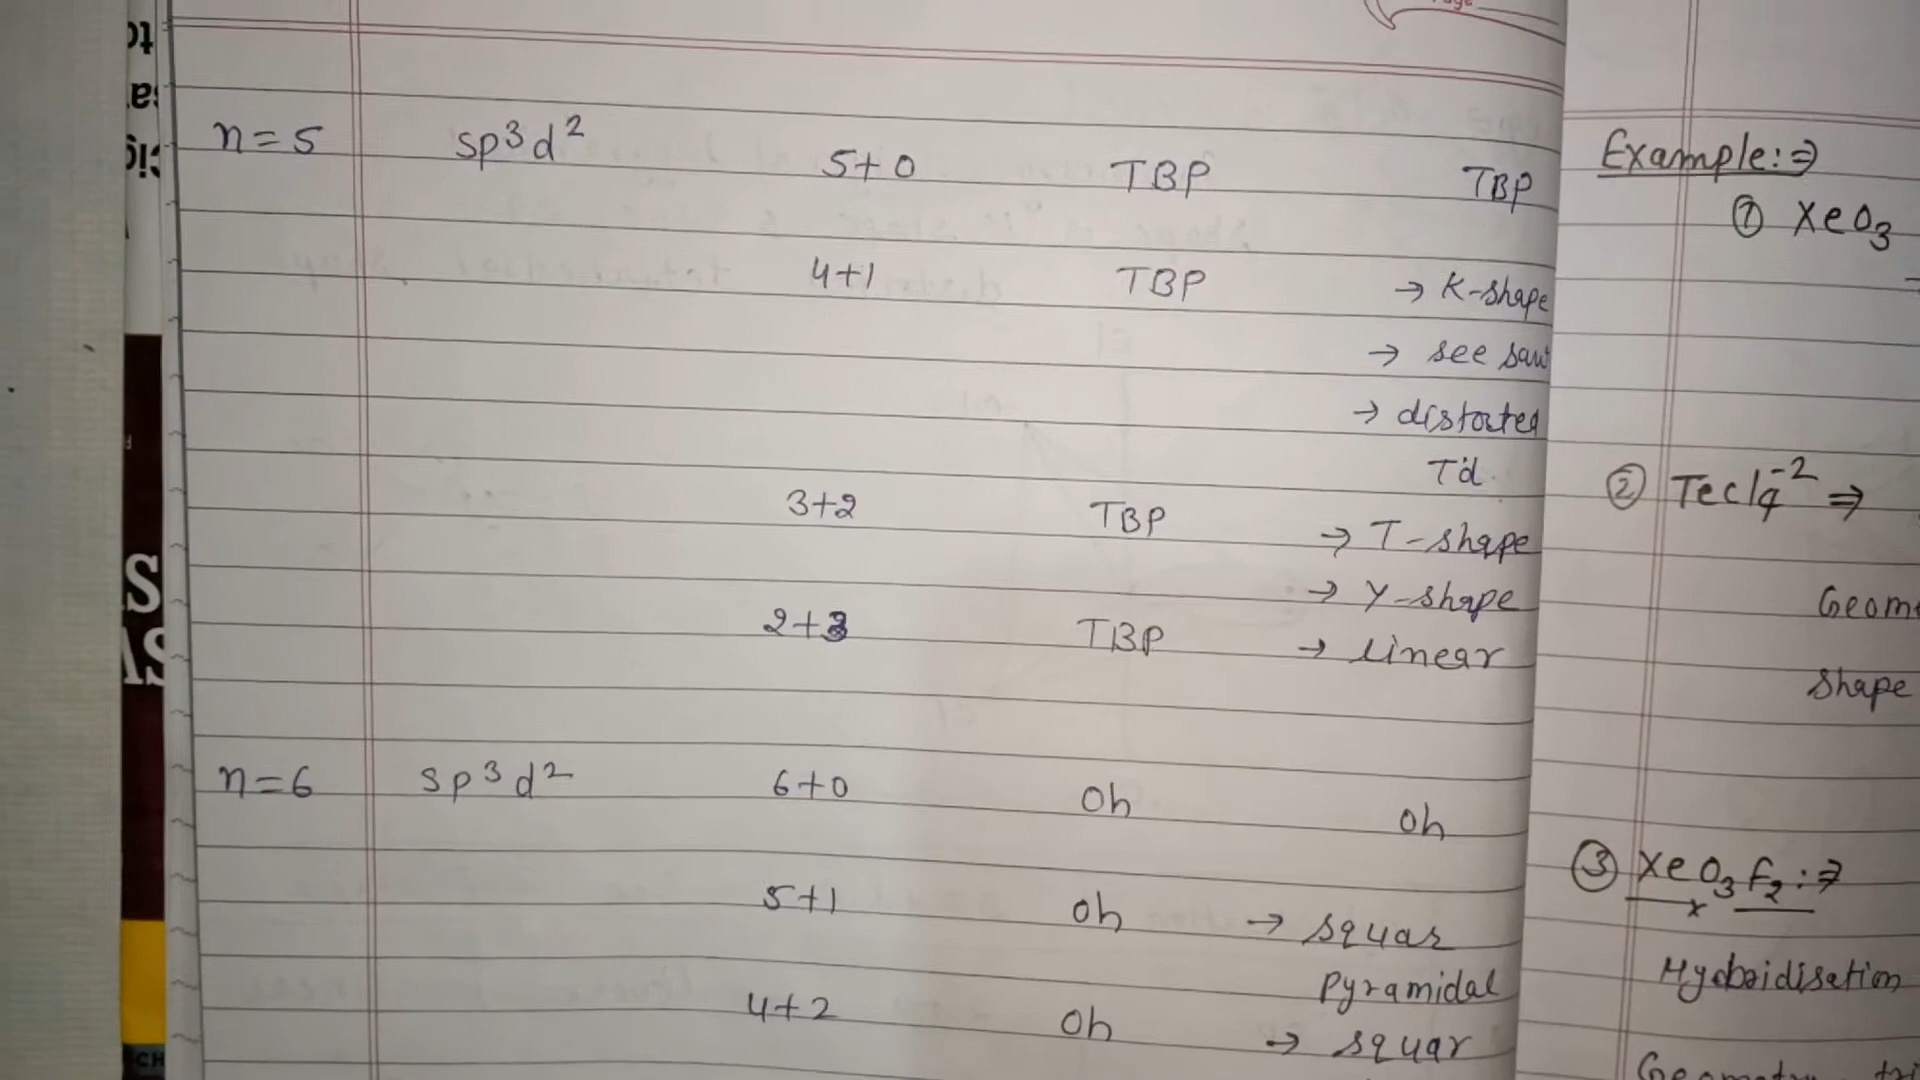 n=5 sp³d² 5+0 TBP TBP
4+1 TBP → K-shape
→ see saw
→ distorted
Td
3+2 TBP → T-shape
→ Y-shape
2+3 TBP → Linear
n=6 sp³d² 6+0 Oh Oh
5+1 Oh → squar
pyramidal
4+2 Oh → squar
Example:⇒
① XeO₃
② TeCl₄⁻² ⇒
Geom
Shape
③ XeO₃F₂:⇒
Hybridisation